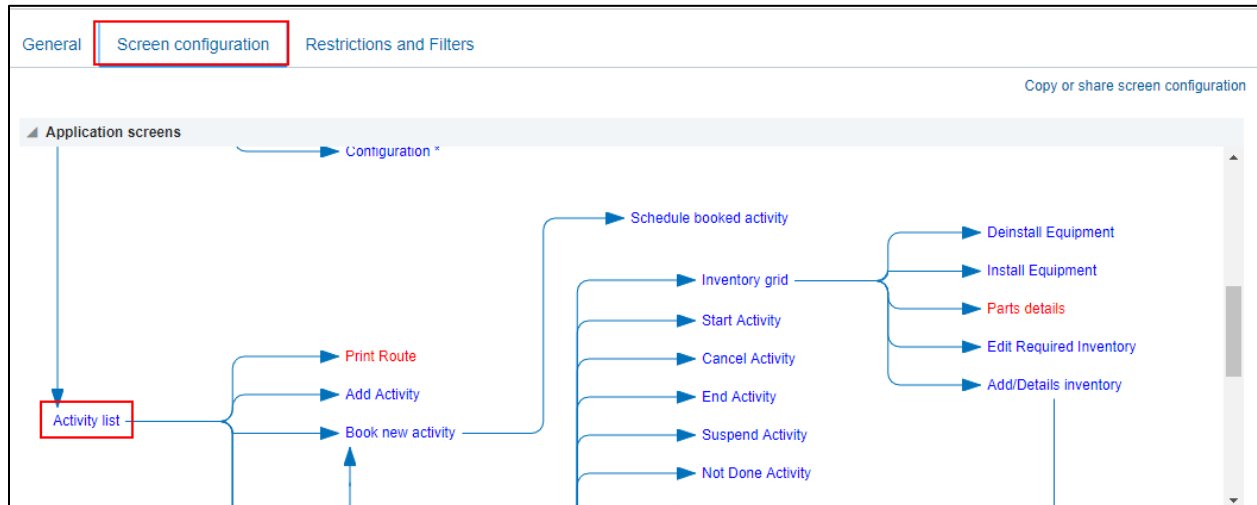 General Screen configuration Restrictions and Filters
Copy or share screen configuration
Application screens
Configuration *
Schedule booked activity
Deinstall Equipment
Inventory grid
Install Equipment
Start Activity
Parts details
Print Route
Cancel Activity
Edit Required Inventory
Add Activity
End Activity
Add/Details inventory
Activity list
Book new activity
Suspend Activity
Not Done Activity